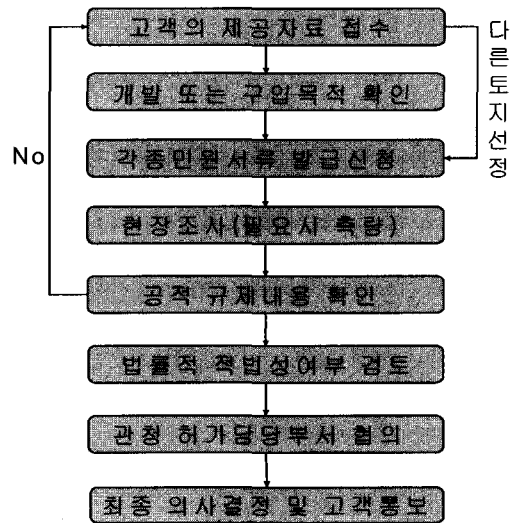 고객의 제공자료 접수
개발 또는 구입목적 확인
각종민원서류 발급신청
현장조사(필요시 측량)
공적 규제내용 확인
법률적 적법성여부 검토
관청 허가담당부서 협의
최종 의사결정 및 고객통보
No
다른토지선정